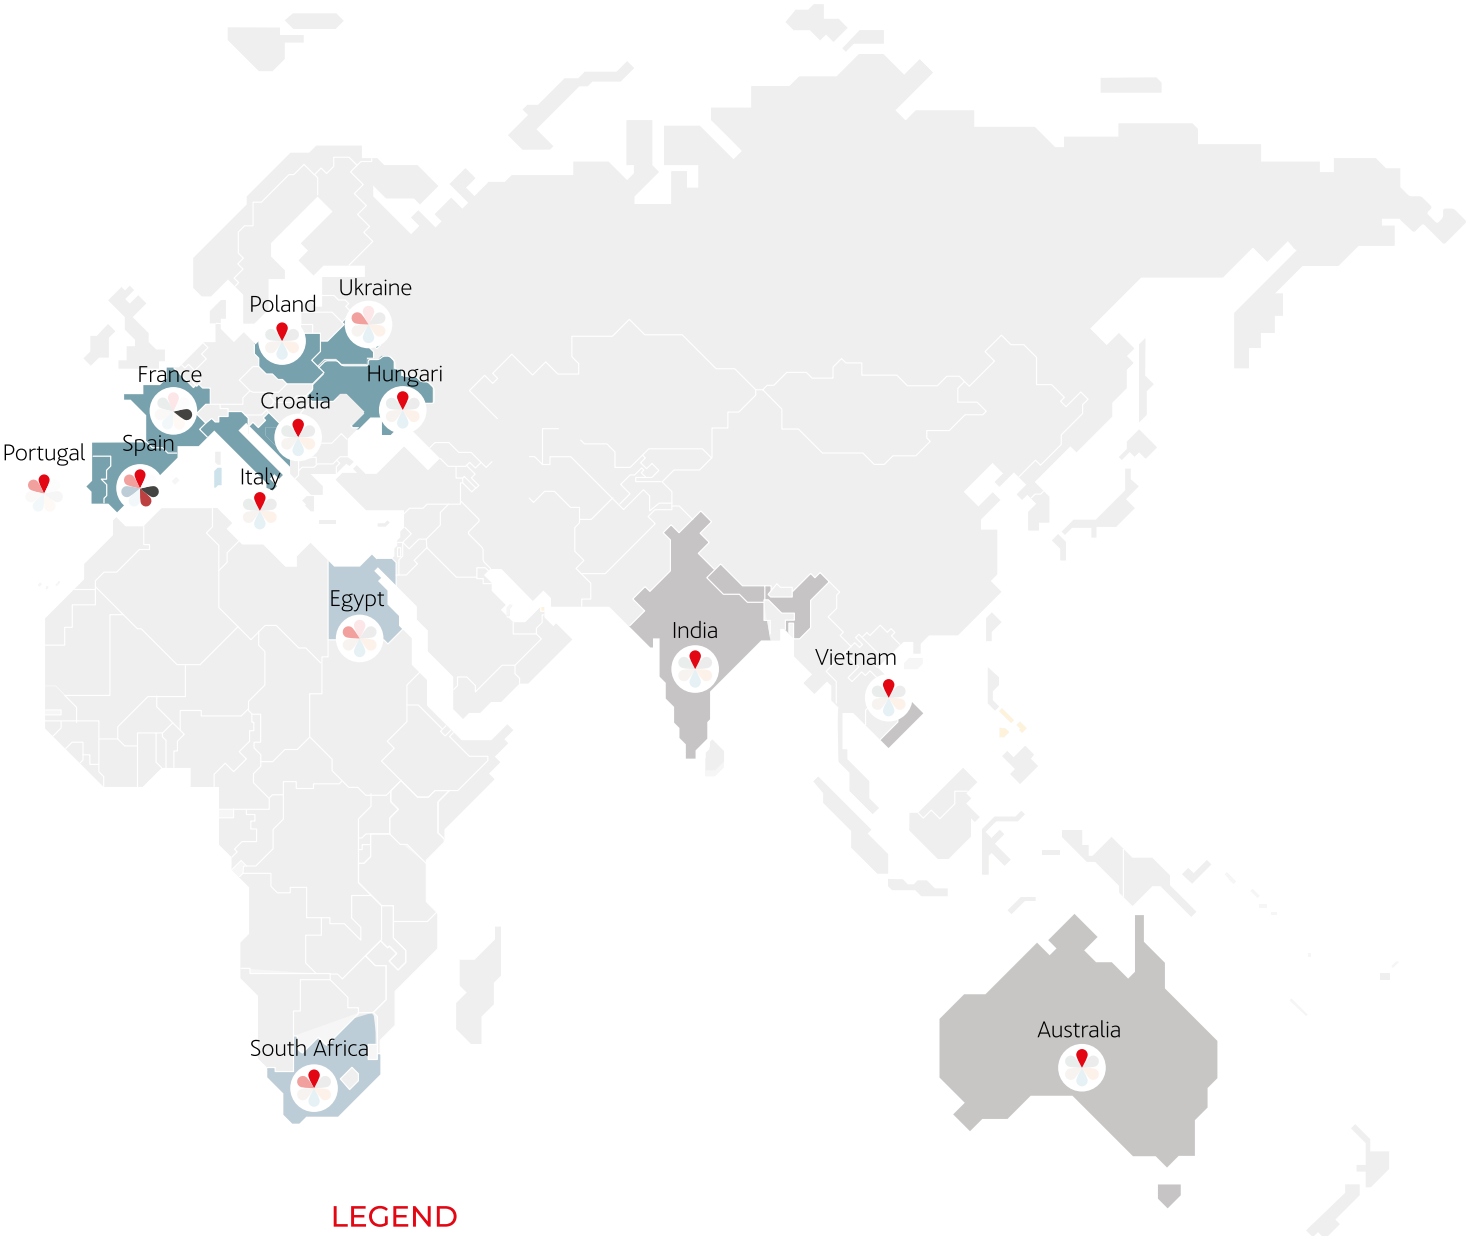 Ukraine
Poland
France
Hungari
Croatia
Portugal
Spain
Italy
Egypt
India
Vietnam
Australia
South Africa
LEGEND